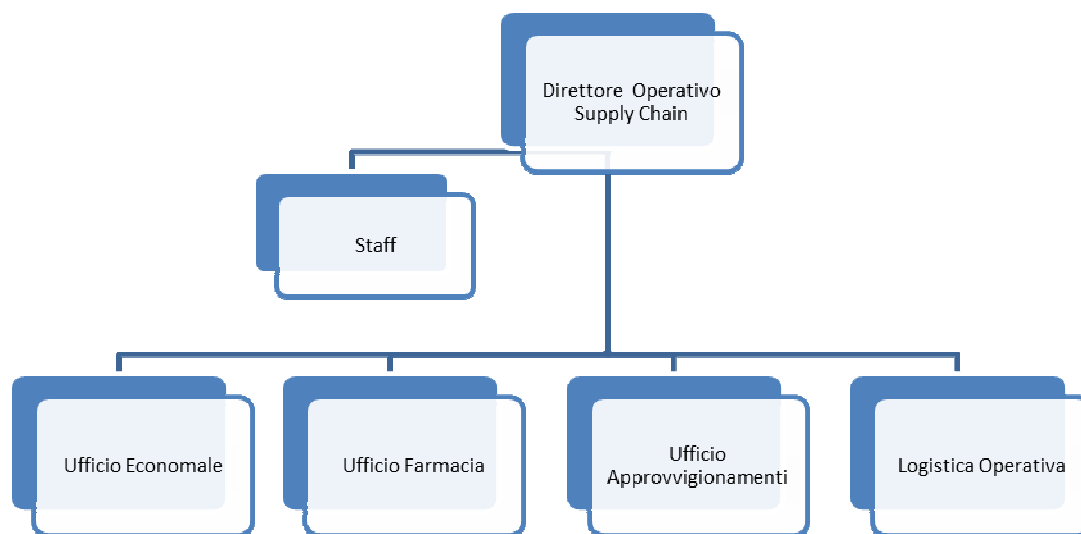 Direttore Operativo
Supply Chain
Staff
Ufficio Economale
Ufficio Farmacia
Ufficio
Approvvigionamenti
Logistica Operativa